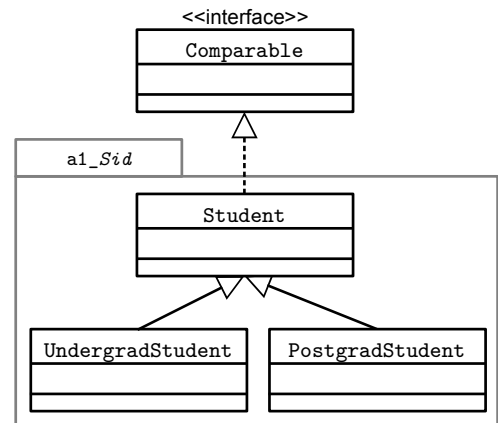 <<interface>>
Comparable
a1_Sid
Student
UndergradStudent
PostgradStudent